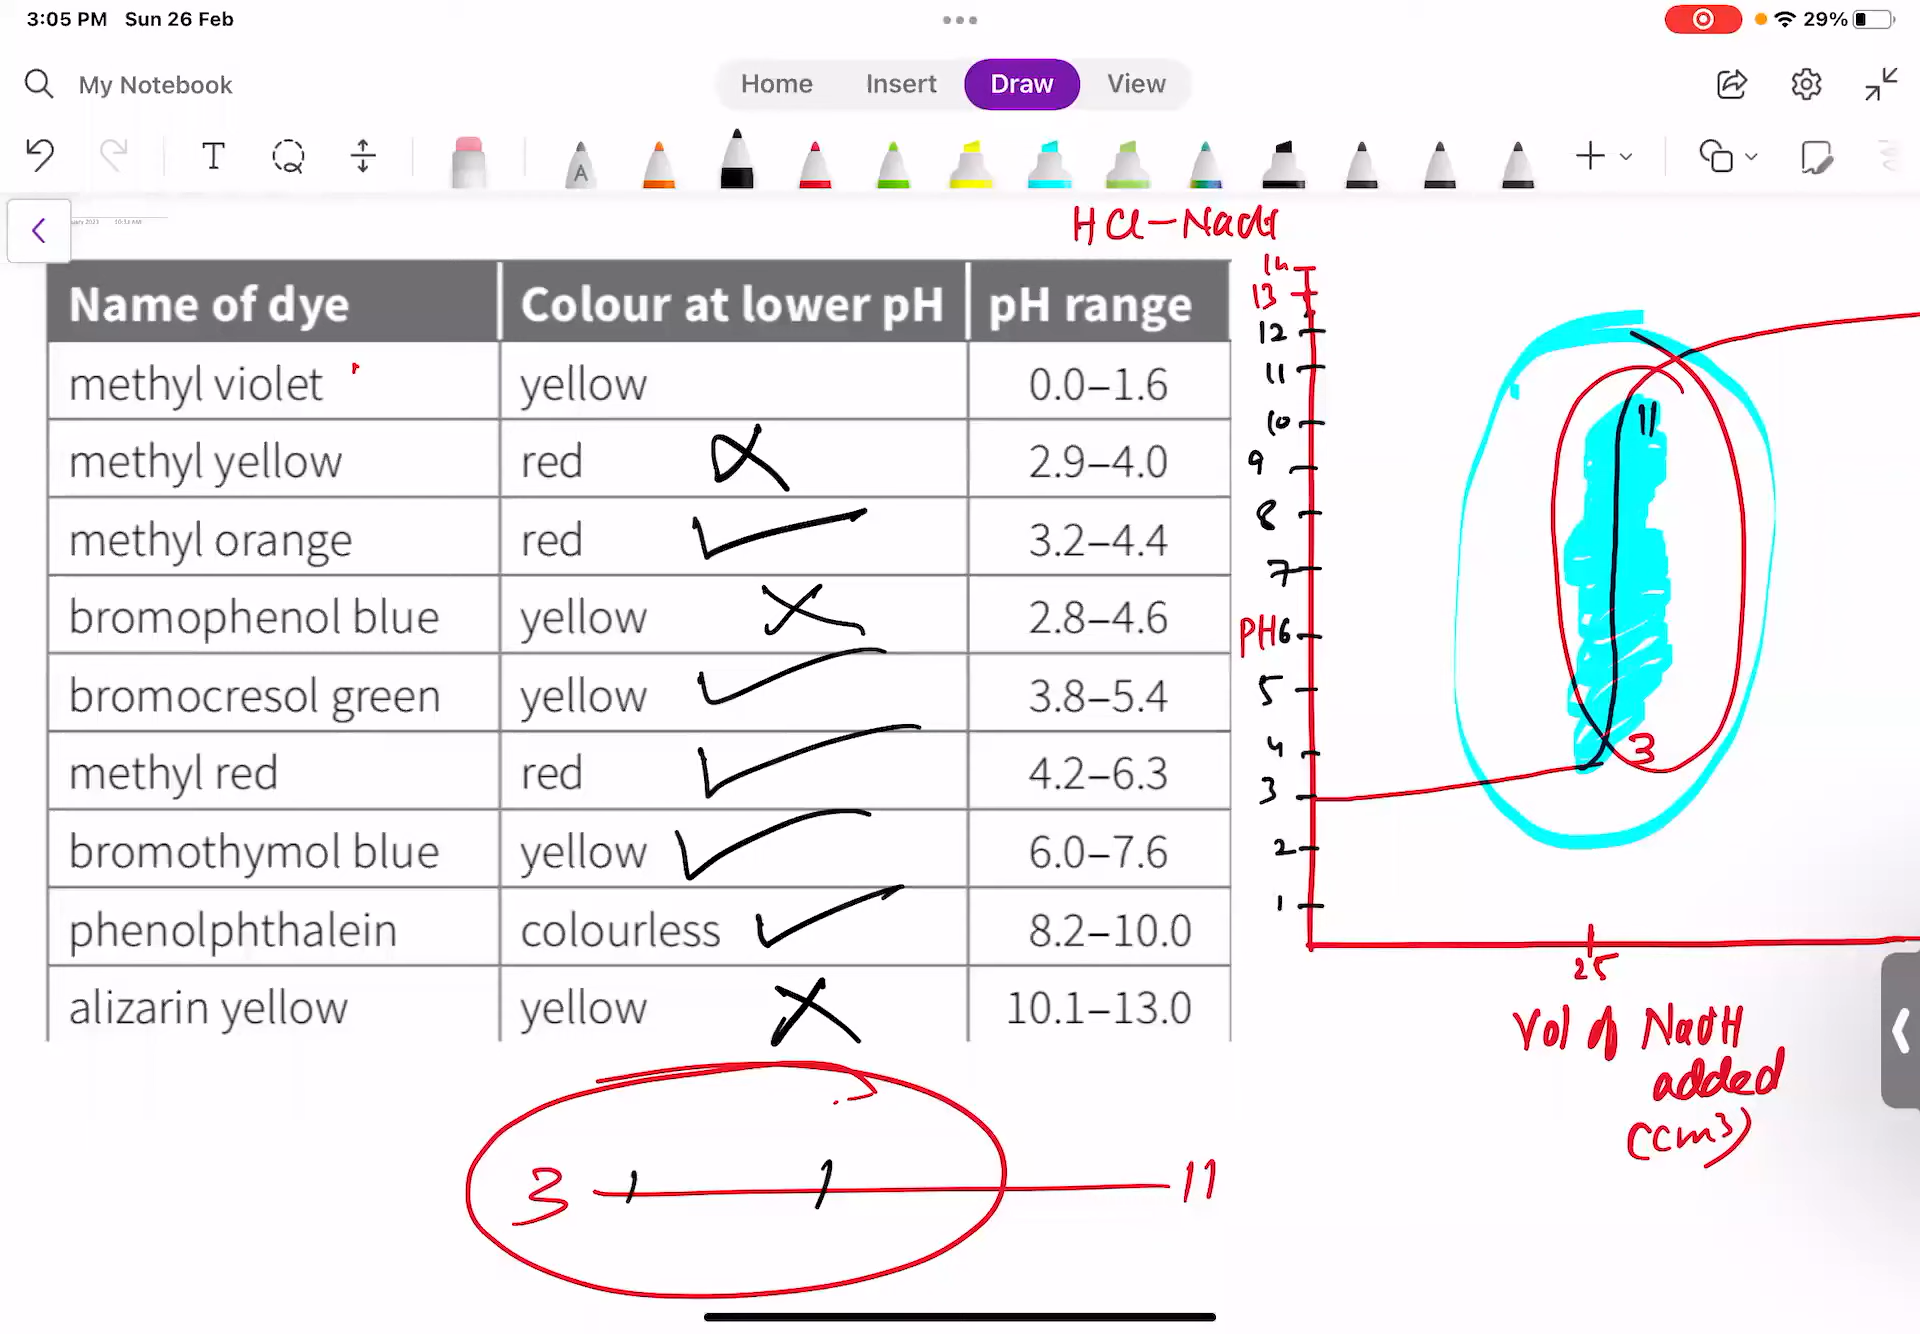 3:05 PM Sun 26 Feb
29%
My Notebook
Home Insert Draw View
T
A
10:53 AM
HCl - NaOH
Name of dye Colour at lower pH pH range
methyl violet yellow 0.0–1.6
methyl yellow red 2.9–4.0
methyl orange red 3.2–4.4
bromophenol blue yellow 2.8–4.6
bromocresol green yellow 3.8–5.4
methyl red red 4.2–6.3
bromothymol blue yellow 6.0–7.6
phenolphthalein colourless 8.2–10.0
alizarin yellow yellow 10.1–13.0
3 11
14
13
12
11
10
9
8
7
PH 6
5
4
3
2
1
11
3
25
Vol of NaOH
added
(cm3)